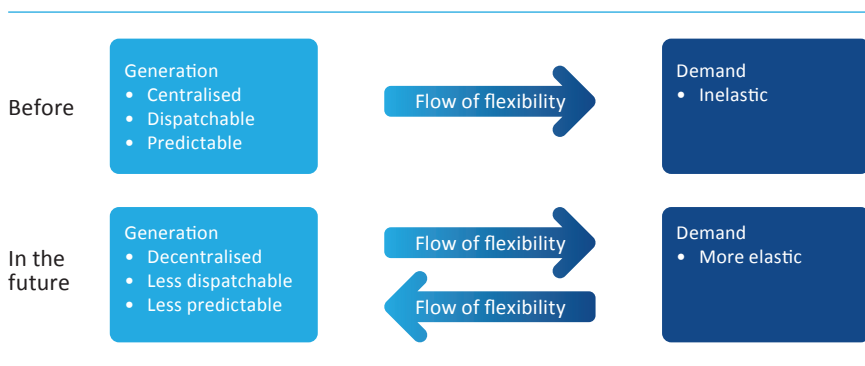 Before
Generation
• Centralised
• Dispatchable
• Predictable
Flow of flexibility
Demand
• Inelastic
In the
future
Generation
• Decentralised
• Less dispatchable
• Less predictable
Flow of flexibility
Flow of flexibility
Demand
• More elastic